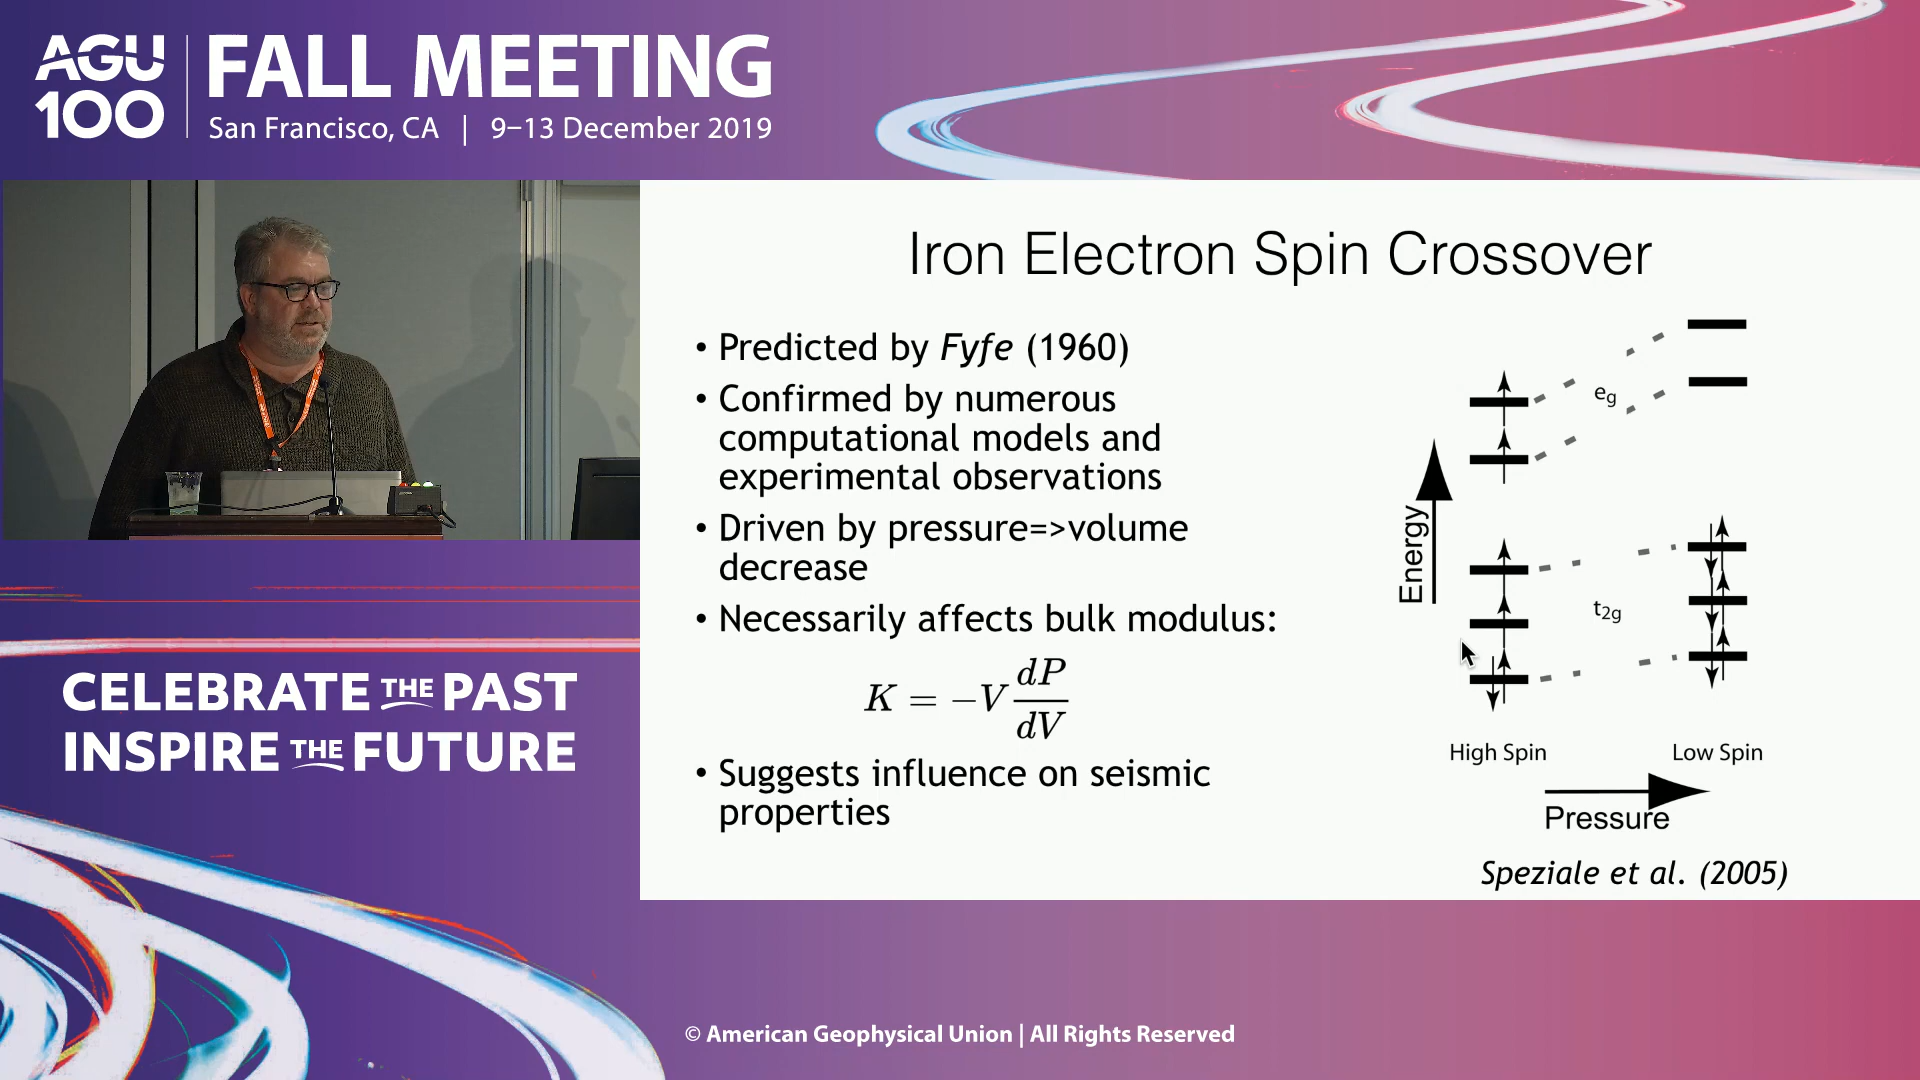 AGU
100
FALL MEETING
San Francisco, CA | 9–13 December 2019
Iron Electron Spin Crossover
• Predicted by Fyfe (1960)
• Confirmed by numerous
computational models and
experimental observations
• Driven by pressure=>volume
decrease
• Necessarily affects bulk modulus:
K = −V dP/dV
• Suggests influence on seismic
properties
Energy
eg
t2g
High Spin
Low Spin
Pressure
Speziale et al. (2005)
CELEBRATE THE PAST
INSPIRE THE FUTURE
© American Geophysical Union | All Rights Reserved